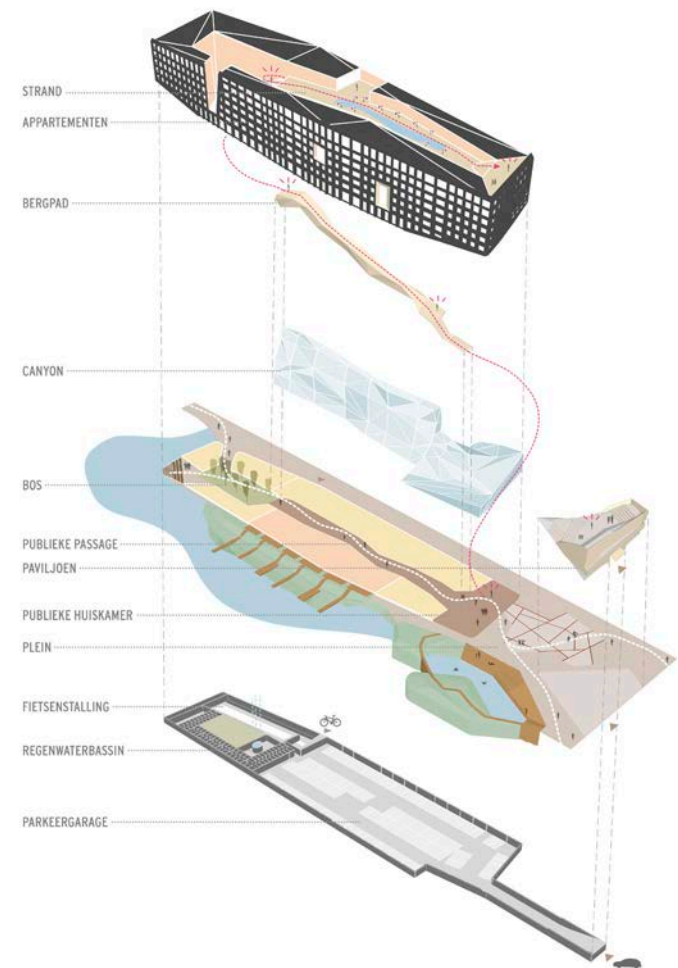 STRAND
APPARTEMENTEN
BERGPAD
CANYON
BOS
PUBLIEKE PASSAGE
PAVILJOEN
PUBLIEKE HUISKAMER
PLEIN
FIETSENSTALLING
REGENWATERBASSIN
PARKEERGARAGE